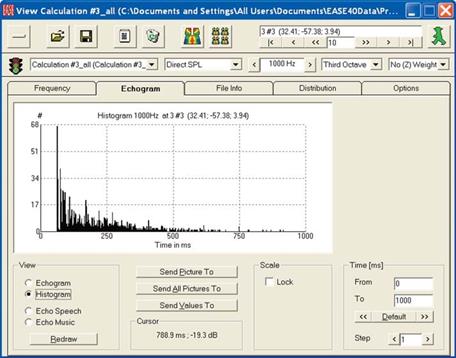 View Calculation #3_all (C:\Documents and Settings\All Users\Documents\EASE40Data\Pr...
3 #3 (32.41; -57.38; 3.94)
|< < << 10 >> > >|
Calculation #3_all (Calculation #3_ Direct SPL < 1000 Hz > Third Octave No (Z) Weight
Frequency Echogram File Info Distribution Options
# Histogram 1000Hz at 3 #3 (32.41; -57.38; 3.94)
68
51
34
17
0
0 250 500 750 1000
Time in ms
View
Echogram
Histogram
Echo Speech
Echo Music
Redraw
Send Picture To
Send All Pictures To
Send Values To
Cursor
788.9 ms ; -19.3 dB
Scale
Lock
Time [ms]
From 0
To 1000
<< Default >>
Step < 1 >